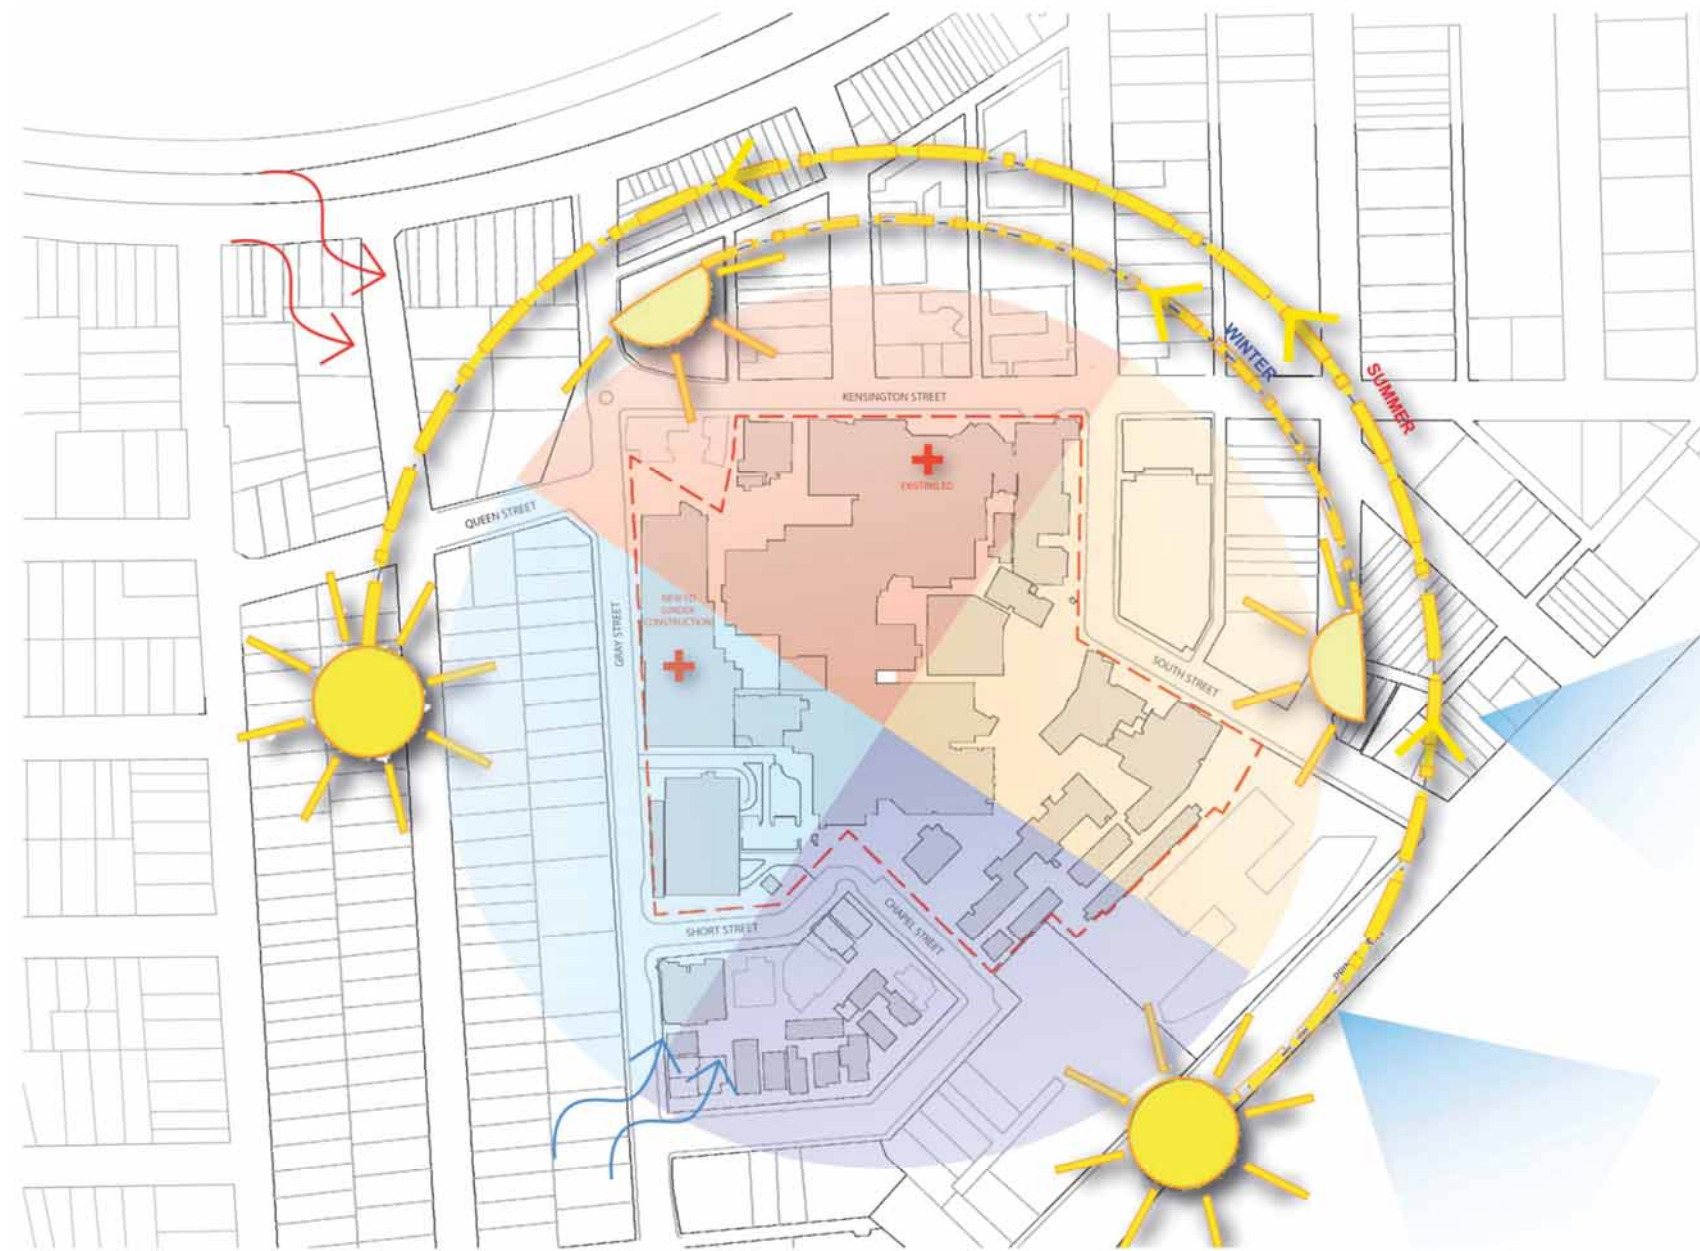 WINTER
SUMMER
KENSINGTON STREET
EXISTING ED
QUEEN STREET
NEW ED
(UNDER
CONSTRUCTION)
GRAY STREET
SOUTH STREET
CHAPEL STREET
SHORT STREET